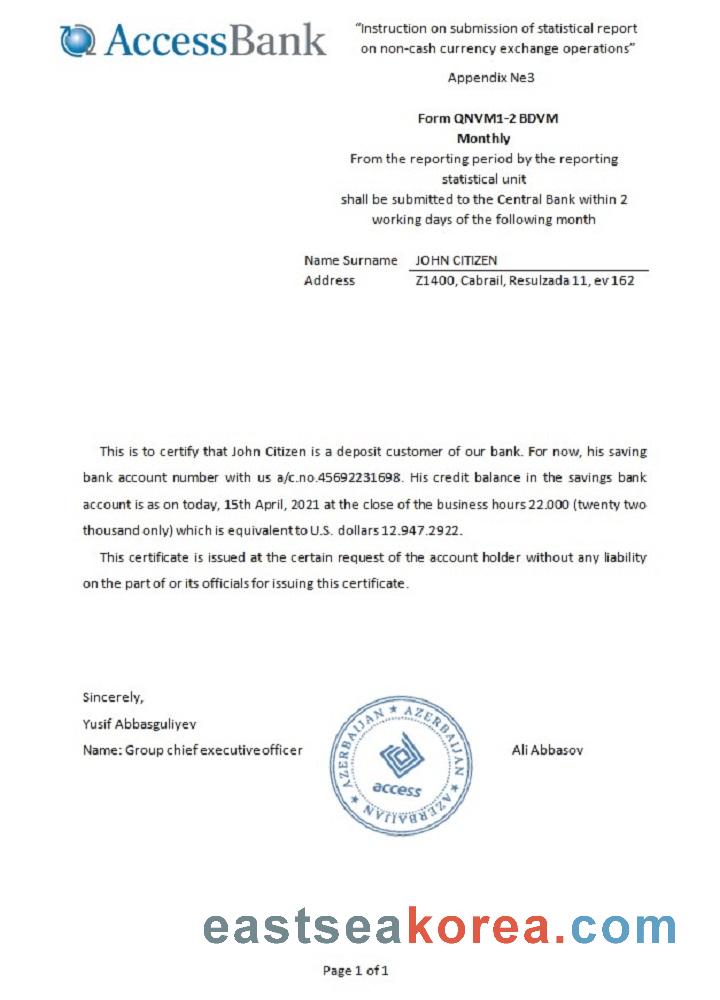 AccessBank
“Instruction on submission of statistical report
on non-cash currency exchange operations”
Appendix №3
Form QNVM1-2 BDVM
Monthly
From the reporting period by the reporting
statistical unit
shall be submitted to the Central Bank within 2
working days of the following month
Name Surname JOHN CITIZEN
Address Z1400, Cabrail, Resulzada 11, ev 162
This is to certify that John Citizen is a deposit customer of our bank. For now, his saving
bank account number with us a/c.no.45692231698. His credit balance in the savings bank
account is as on today, 15th April, 2021 at the close of the business hours 22.000 (twenty two
thousand only) which is equivalent to U.S. dollars 12.947.2922.
This certificate is issued at the certain request of the account holder without any liability
on the part of or its officials for issuing this certificate.
Sincerely,
Yusif Abbasguliyev
Name: Group chief executive officer
Ali Abbasov
AZERBAIJAN ★ AZERBAIJAN ★ AZERBAIJAN ★
access
eastseakorea.com
Page 1 of 1